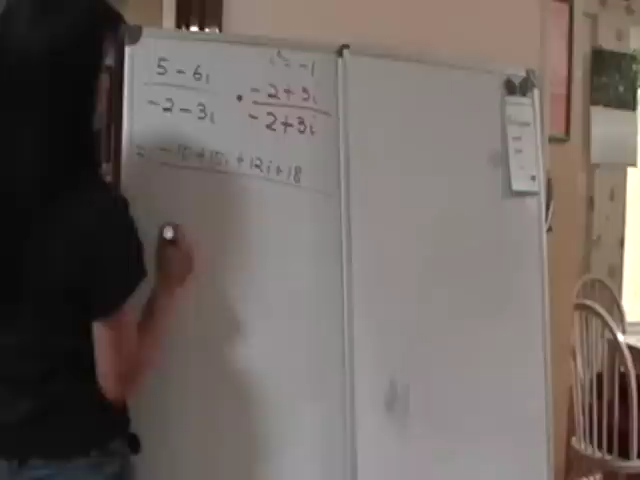 i² = -1
5 - 6i / -2 - 3i · -2 + 3i / -2 + 3i
= -10 + 15i + 12i + 18